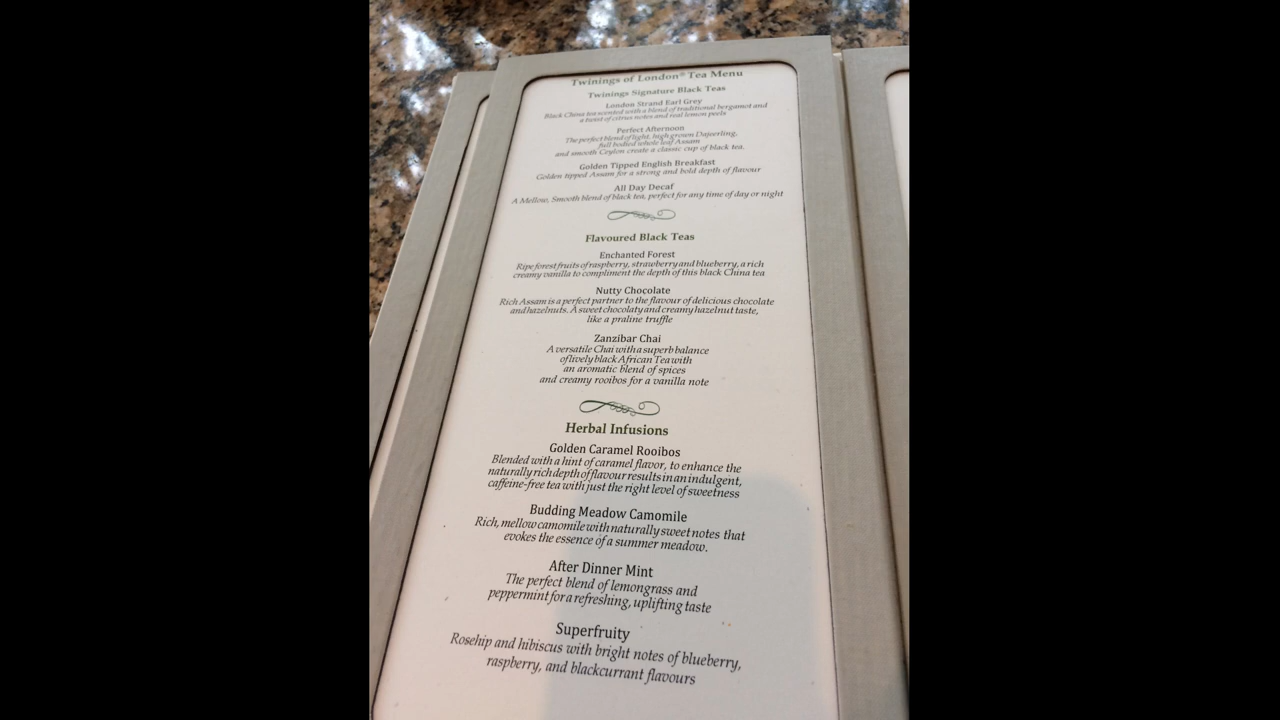 Twinings of London® Tea Menu
Twinings Signature Black Teas
London Strand Earl Grey
Black China tea scented with a blend of traditional bergamot and
a twist of citrus notes and real lemon peels
Perfect Afternoon
The perfect blend of light, high grown Darjeeling,
full bodied whole leaf Assam
and smooth Ceylon create a classic cup of black tea.
Golden Tipped English Breakfast
Golden tipped Assam for a strong and bold depth of flavour
All Day Decaf
A Mellow, Smooth blend of black tea, perfect for any time of day or night
Flavoured Black Teas
Enchanted Forest
Ripe forest fruits of raspberry, strawberry and blueberry, a rich
creamy vanilla to compliment the depth of this black China tea
Nutty Chocolate
Rich Assam is a perfect partner to the flavour of delicious chocolate
and hazelnuts. A sweet chocolaty and creamy hazelnut taste,
like a praline truffle
Zanzibar Chai
A versatile Chai with a superb balance
of lively black African Tea with
an aromatic blend of spices
and creamy rooibos for a vanilla note
Herbal Infusions
Golden Caramel Rooibos
Blended with a hint of caramel flavor, to enhance the
naturally rich depth of flavour results in an indulgent,
caffeine-free tea with just the right level of sweetness
Budding Meadow Camomile
Rich, mellow camomile with naturally sweet notes that
evokes the essence of a summer meadow.
After Dinner Mint
The perfect blend of lemongrass and
peppermint for a refreshing, uplifting taste
Superfruity
Rosehip and hibiscus with bright notes of blueberry,
raspberry, and blackcurrant flavours